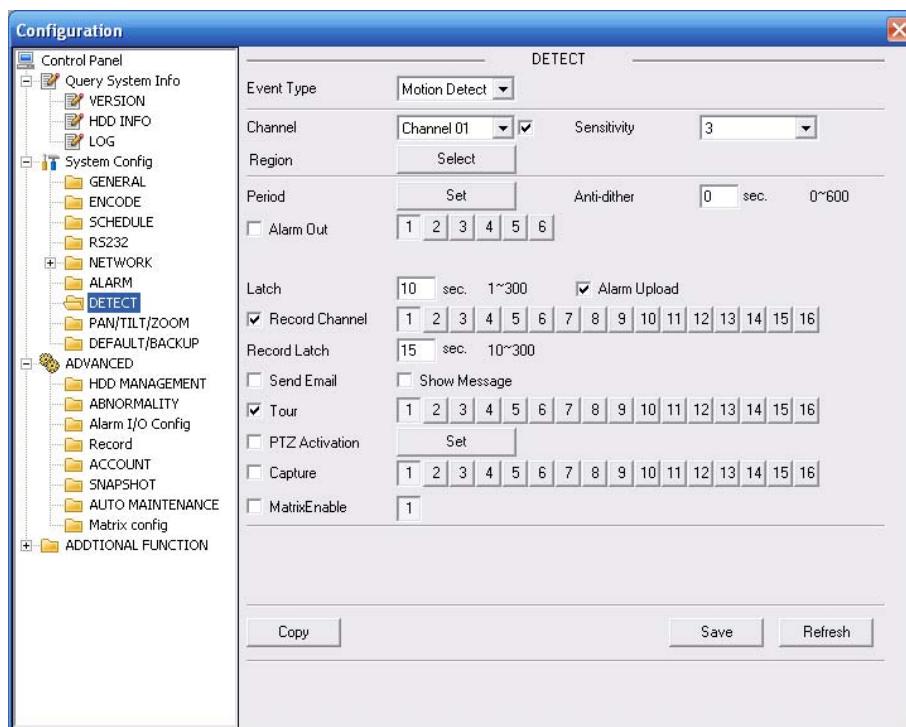 Configuration
Control Panel
Query System Info
VERSION
HDD INFO
LOG
System Config
GENERAL
ENCODE
SCHEDULE
RS232
NETWORK
ALARM
DETECT
PAN/TILT/ZOOM
DEFAULT/BACKUP
ADVANCED
HDD MANAGEMENT
ABNORMALITY
Alarm I/O Config
Record
ACCOUNT
SNAPSHOT
AUTO MAINTENANCE
Matrix config
ADDTIONAL FUNCTION
DETECT
Event Type Motion Detect
Channel Channel 01 Sensitivity 3
Region Select
Period Set Anti-dither 0 sec. 0~600
Alarm Out 1 2 3 4 5 6
Latch 10 sec. 1~300 Alarm Upload
Record Channel 1 2 3 4 5 6 7 8 9 10 11 12 13 14 15 16
Record Latch 15 sec. 10~300
Send Email Show Message
Tour 1 2 3 4 5 6 7 8 9 10 11 12 13 14 15 16
PTZ Activation Set
Capture 1 2 3 4 5 6 7 8 9 10 11 12 13 14 15 16
MatrixEnable 1
Copy Save Refresh